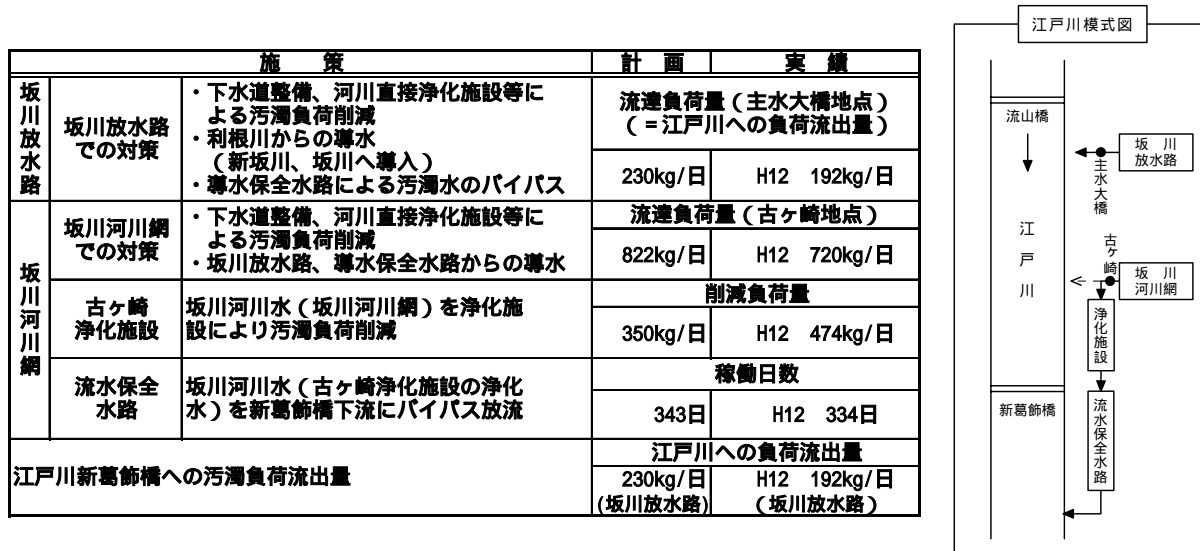 施　策　計　画　実　績
坂川放水路
坂川放水路
での対策
・下水道整備、河川直接浄化施設等に
よる汚濁負荷削減
・利根川からの導水
（新坂川、坂川へ導入）
・導水保全水路による汚濁水のバイパス
流達負荷量（主水大橋地点）
（＝江戸川への負荷流出量）
230kg/日　H12　192kg/日
坂川河川網
坂川河川網
での対策
・下水道整備、河川直接浄化施設等に
よる汚濁負荷削減
・坂川放水路、導水保全水路からの導水
流達負荷量（古ヶ崎地点）
822kg/日　H12　720kg/日
古ヶ崎
浄化施設
坂川河川水（坂川河川網）を浄化施
設により汚濁負荷削減
削減負荷量
350kg/日　H12　474kg/日
流水保全
水路
坂川河川水（古ヶ崎浄化施設の浄化
水）を新葛飾橋下流にバイパス放流
稼働日数
343日　H12　334日
江戸川新葛飾橋への汚濁負荷流出量
江戸川への負荷流出量
230kg/日　H12　192kg/日
(坂川放水路)　（坂川放水路）
江戸川模式図
流山橋
坂　川
放水路
主水大橋
江戸川
古ヶ崎
坂　川
河川網
浄化施設
新葛飾橋
流水保全水路